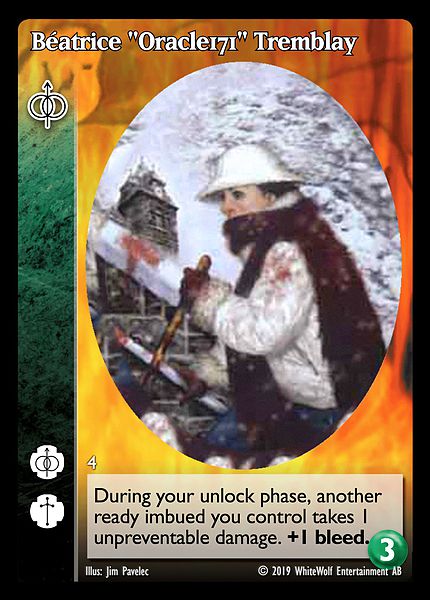 Béatrice "Oracle171" Tremblay
4
During your unlock phase, another
ready imbued you control takes 1
unpreventable damage. +1 bleed.
3
Illus: Jim Pavelec © 2019 WhiteWolf Entertainment AB